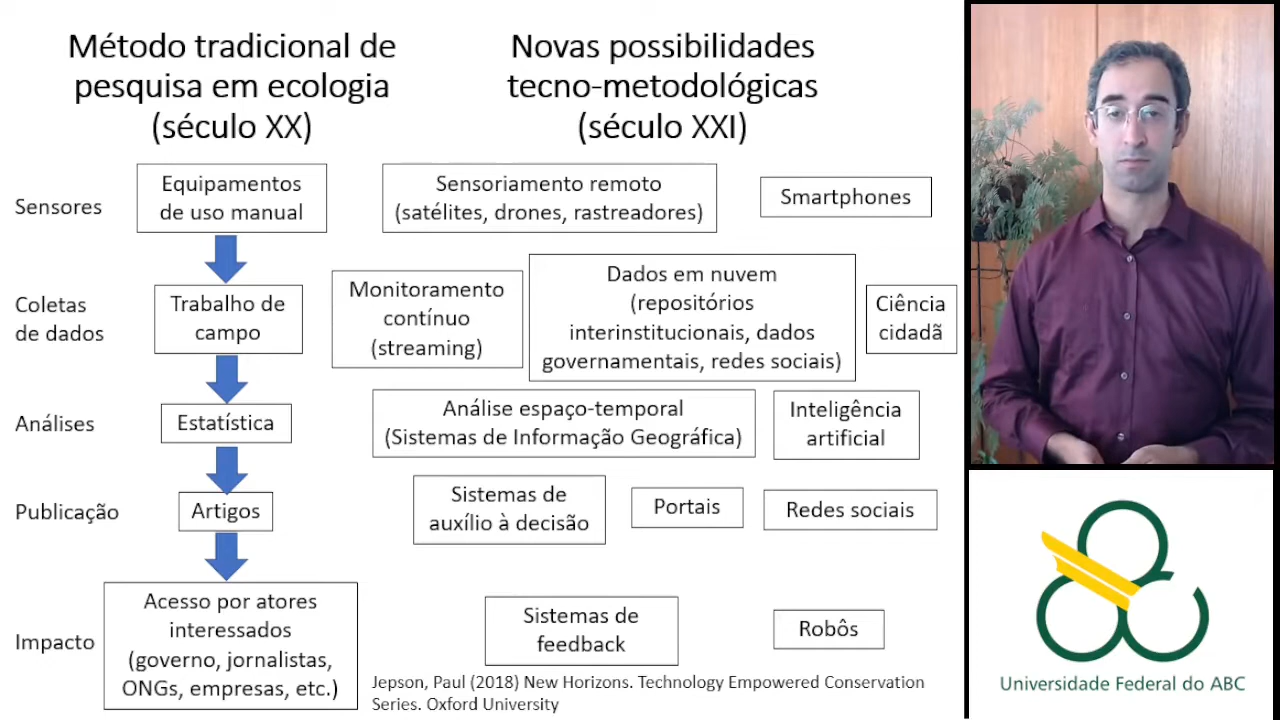 Método tradicional de
pesquisa em ecologia
(século XX)
Novas possibilidades
tecno-metodológicas
(século XXI)
Sensores
Equipamentos
de uso manual
Sensoriamento remoto
(satélites, drones, rastreadores)
Smartphones
Coletas
de dados
Trabalho de
campo
Monitoramento
contínuo
(streaming)
Dados em nuvem
(repositórios
interinstitucionais, dados
governamentais, redes sociais)
Ciência
cidadã
Análises
Estatística
Análise espaço-temporal
(Sistemas de Informação Geográfica)
Inteligência
artificial
Publicação
Artigos
Sistemas de
auxílio à decisão
Portais
Redes sociais
Impacto
Acesso por atores
interessados
(governo, jornalistas,
ONGs, empresas, etc.)
Sistemas de
feedback
Robôs
Jepson, Paul (2018) New Horizons. Technology Empowered Conservation
Series. Oxford University
Universidade Federal do ABC